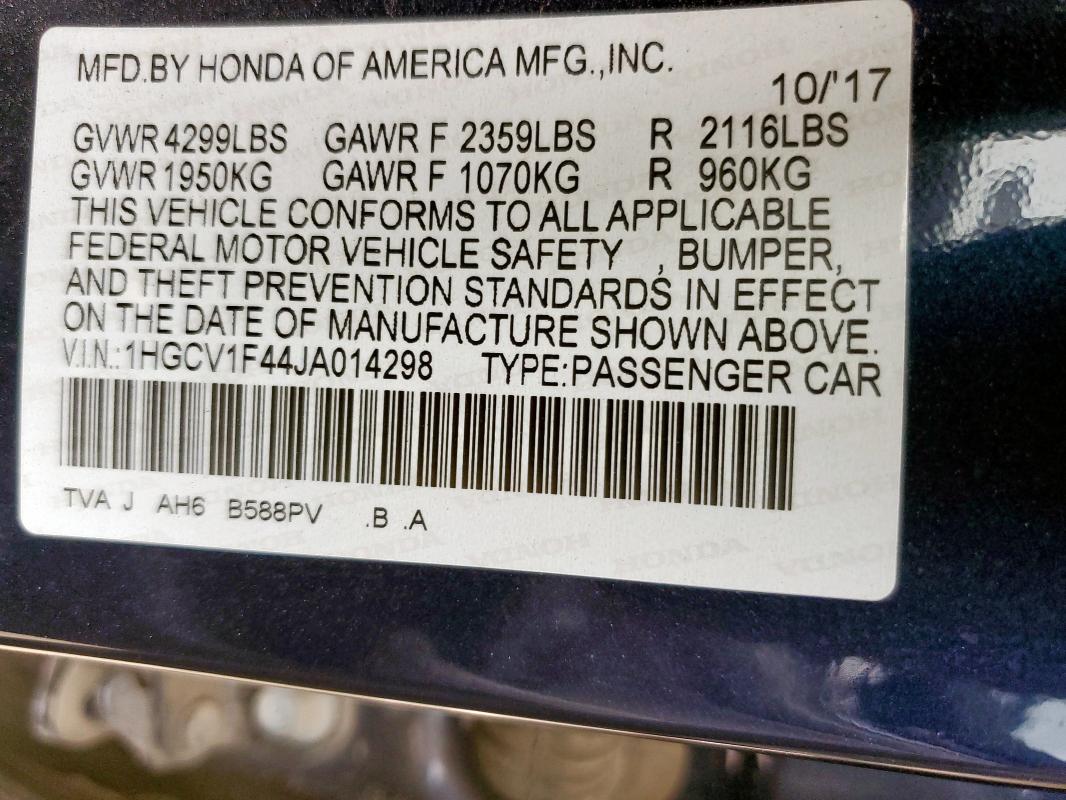 MFD.BY HONDA OF AMERICA MFG.,INC.
10/'17
GVWR 4299LBS GAWR F 2359LBS R 2116LBS
GVWR 1950KG GAWR F 1070KG R 960KG
THIS VEHICLE CONFORMS TO ALL APPLICABLE
FEDERAL MOTOR VEHICLE SAFETY , BUMPER,
AND THEFT PREVENTION STANDARDS IN EFFECT
ON THE DATE OF MANUFACTURE SHOWN ABOVE.
V.I.N.:1HGCV1F44JA014298 TYPE:PASSENGER CAR
TVA J AH6 B588PV .B .A